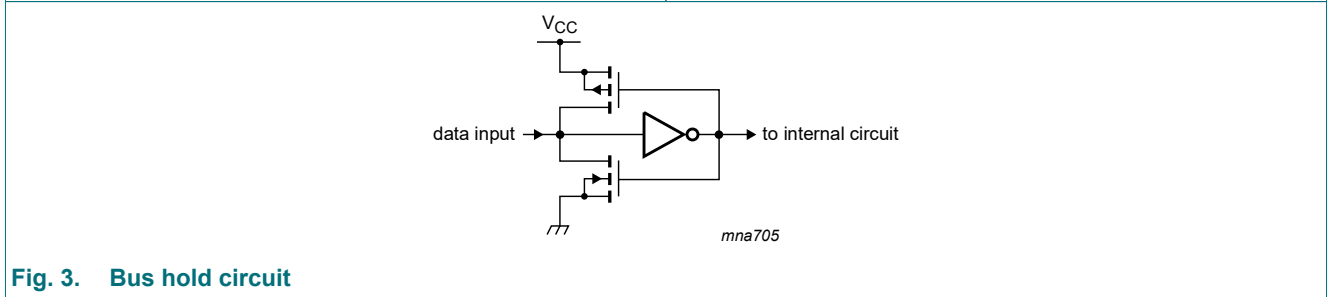 VCC
data input
to internal circuit
mna705
Fig. 3. Bus hold circuit